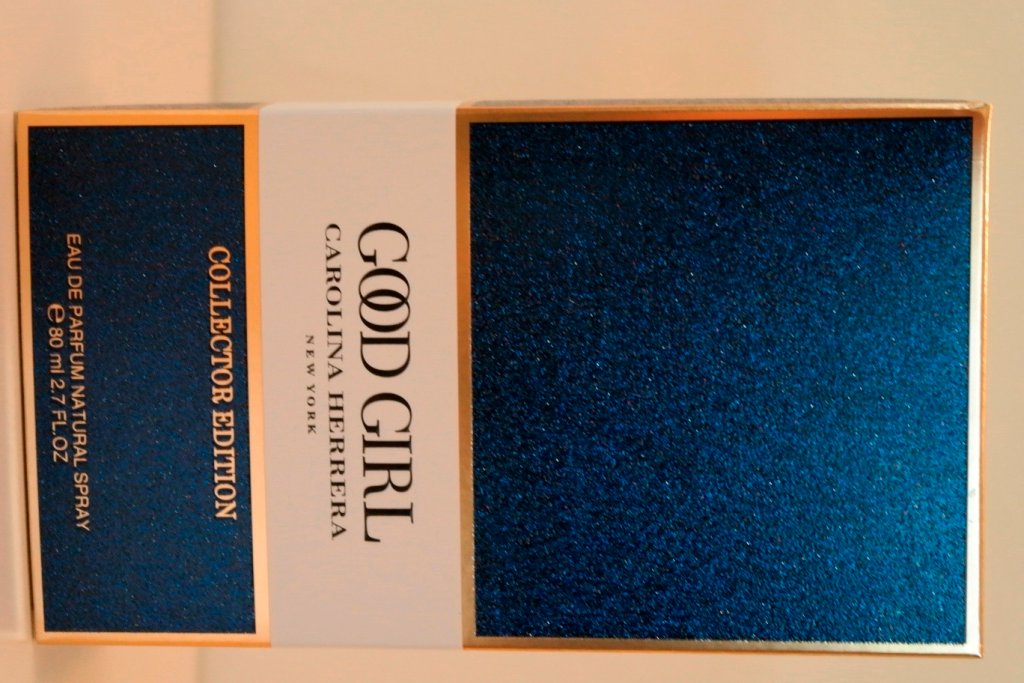 GOOD GIRL
CAROLINA HERRERA
NEW YORK
COLLECTOR EDITION
EAU DE PARFUM NATURAL SPRAY
℮ 80 ml 2.7 FL.OZ